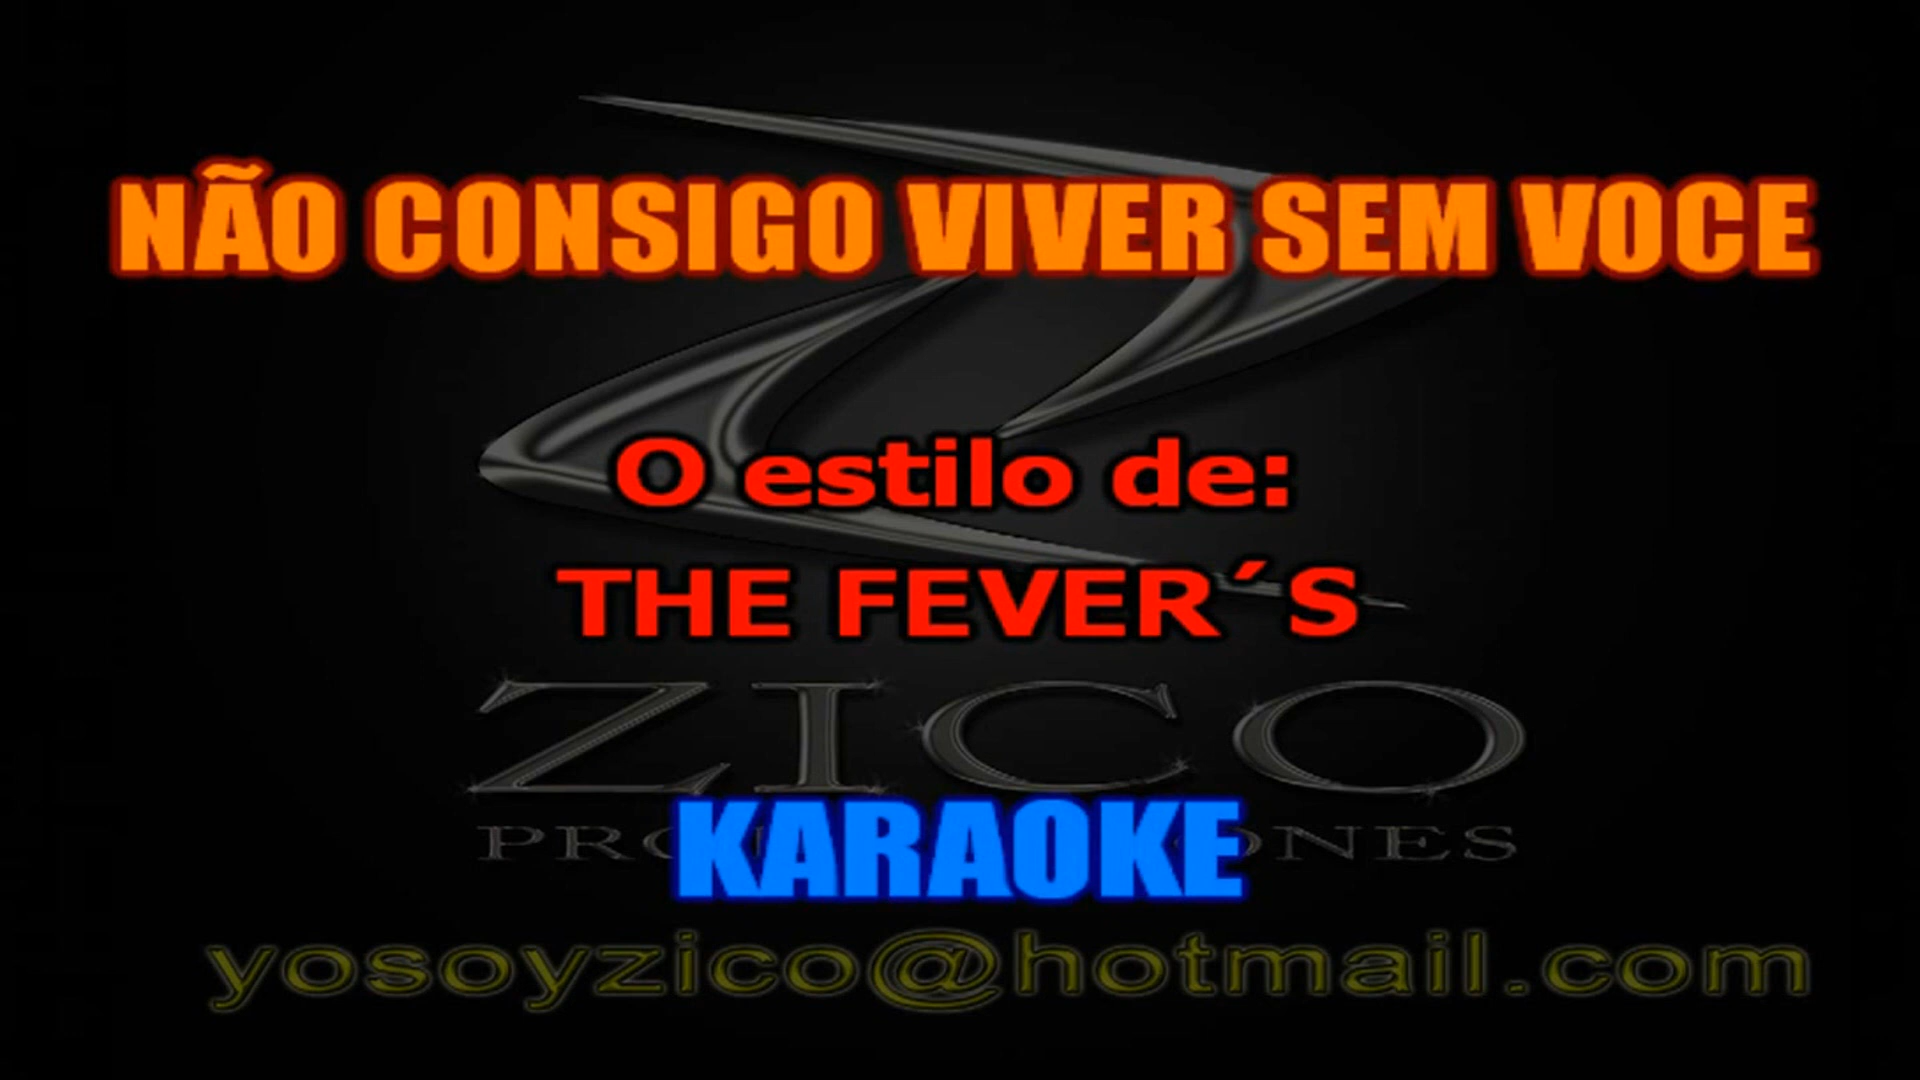 NÃO CONSIGO VIVER SEM VOCE
O estilo de:
THE FEVER´S
ZICO
KARAOKE
yosoyzico@hotmail.com